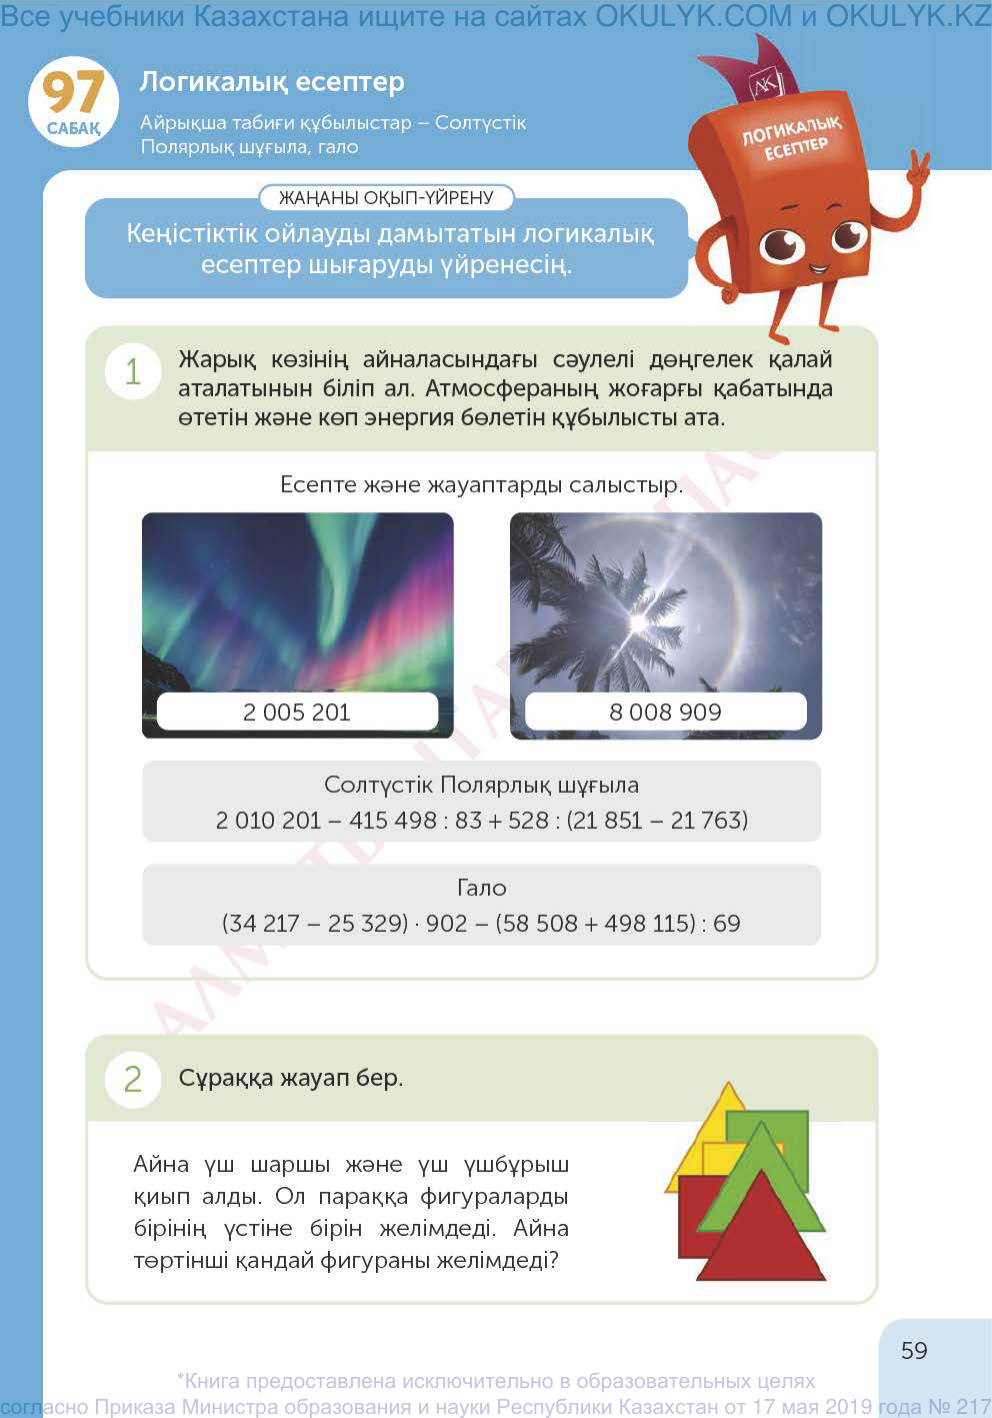 Все учебники Казахстана ищите на сайтах OKULYK.COM и OKULYK.KZ
97
САБАҚ
Логикалық есептер
Айрықша табиғи құбылыстар – Солтүстік
Полярлық шұғыла, гало
ЛОГИКАЛЫҚ
ЕСЕПТЕР
ЖАҢАНЫ ОҚЫП-ҮЙРЕНУ
Кеңістіктік ойлауды дамытатын логикалық
есептер шығаруды үйренесің.
1
Жарық көзінің айналасындағы сәулелі дөңгелек қалай
аталатынын біліп ал. Атмосфераның жоғарғы қабатында
өтетін және көп энергия бөлетін құбылысты ата.
Есепте және жауаптарды салыстыр.
2 005 201
8 008 909
Солтүстік Полярлық шұғыла
2 010 201 – 415 498 : 83 + 528 : (21 851 – 21 763)
Гало
(34 217 – 25 329) · 902 – (58 508 + 498 115) : 69
2
Сұраққа жауап бер.
Айна үш шаршы және үш үшбұрыш
қиып алды. Ол параққа фигураларды
бірінің үстіне бірін желімдеді. Айна
төртінші қандай фигураны желімдеді?
59
*Книга предоставлена исключительно в образовательных целях
согласно Приказа Министра образования и науки Республики Казахстан от 17 мая 2019 года № 217